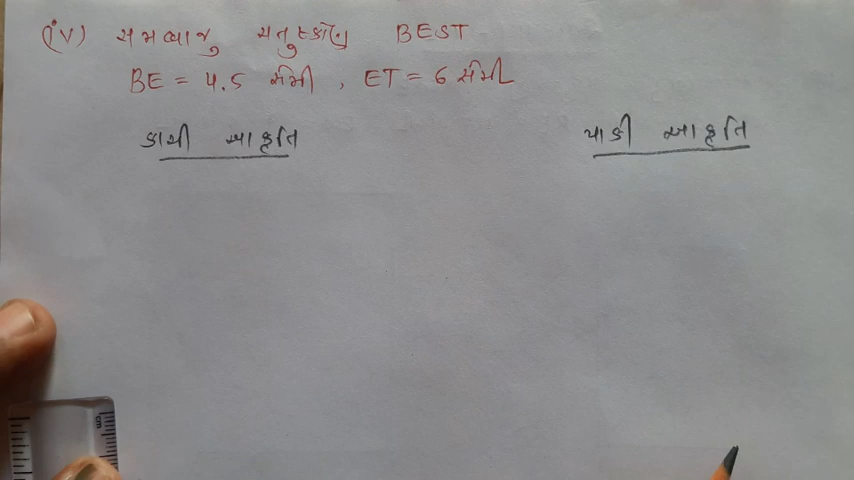 (iv) સમબાજુ ચતુષ્કોણ BEST
BE = 4.5 સેમી, ET = 6 સેમી
કાચી આકૃતિ
પાકી આકૃતિ